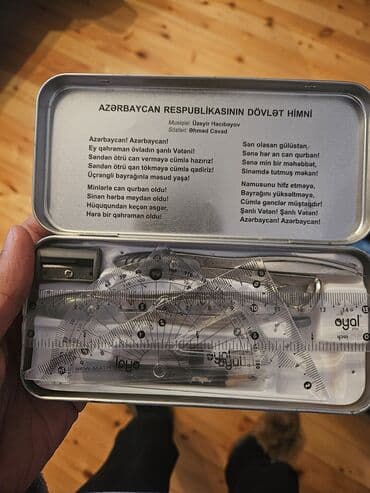 AZƏRBAYCAN RESPUBLİKASININ DÖVLƏT HİMNİ
Musiqisi: Üzeyir Hacıbəyov
Sözləri: Əhməd Cavad
Azərbaycan! Azərbaycan!
Ey qəhrəman övladın şanlı Vətəni!
Səndən ötrü can verməyə cümlə hazırız!
Səndən ötrü qan tökməyə cümlə qadiriz!
Üçrəngli bayrağınla məsud yaşa!
Minlərlə can qurban oldu!
Sinən hərbə meydan oldu!
Hüququndan keçən əsgər,
Hərə bir qəhrəman oldu!
Sən olasan gülüstan,
Sənə hər an can qurban!
Sənə min bir məhəbbət,
Sinəmdə tutmuş məkan!
Namusunu hifz etməyə,
Bayrağını yüksəltməyə,
Cümlə gənclər müştaqdır!
Şanlı Vətən! Şanlı Vətən!
Azərbaycan! Azərbaycan!
oyal
oyal
oyal